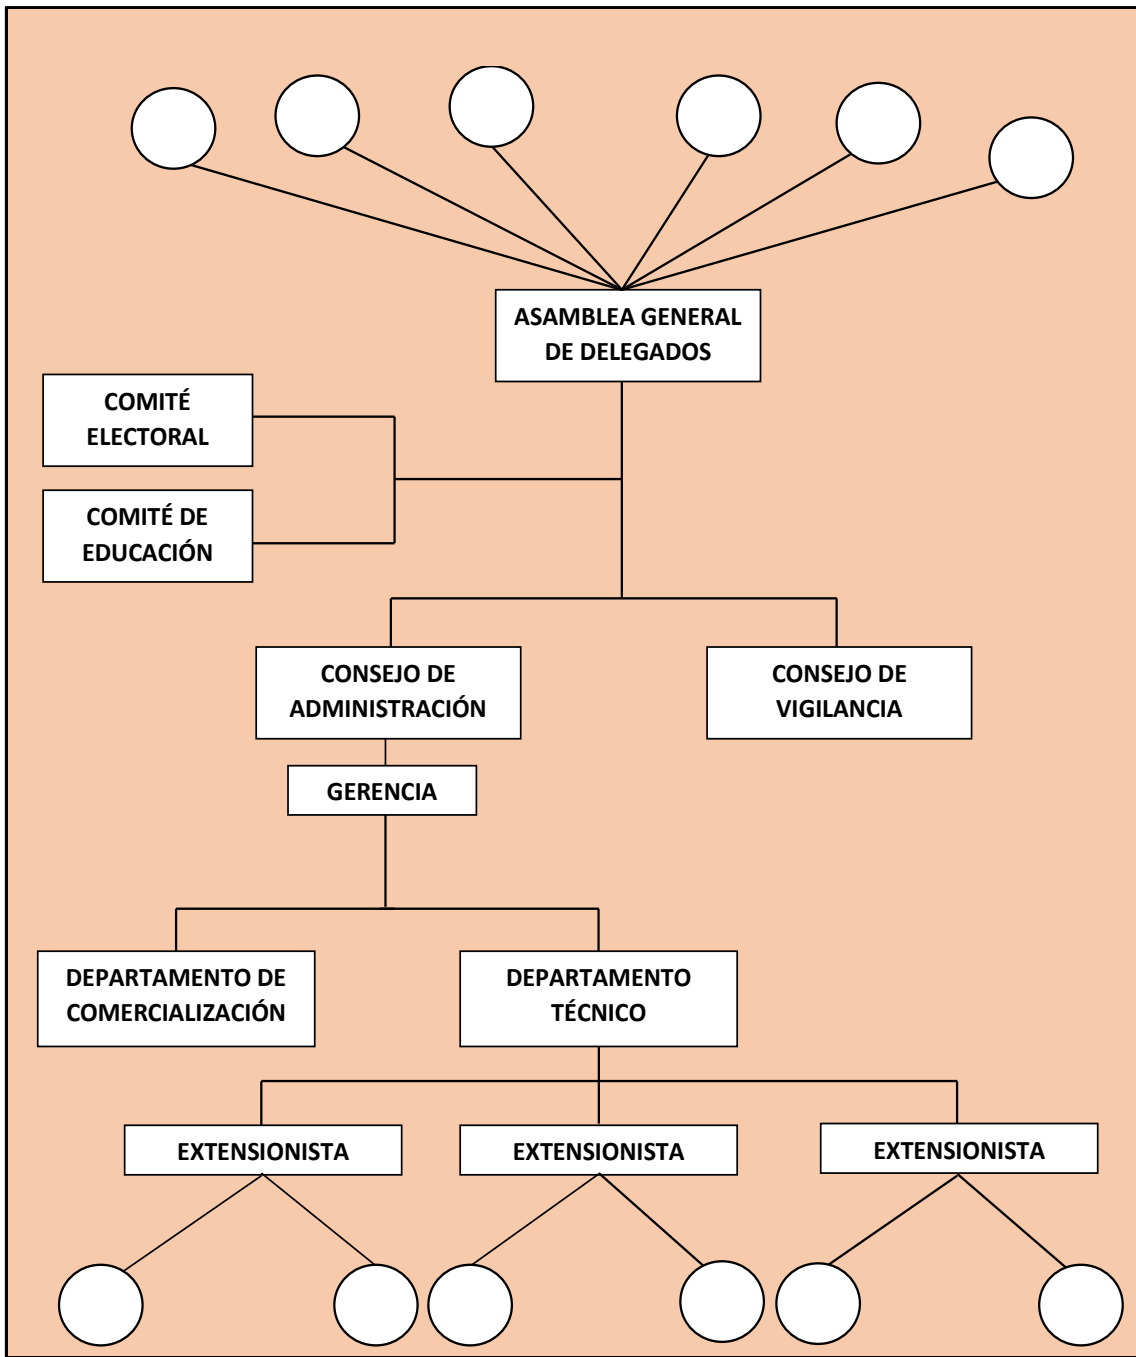 ASAMBLEA GENERAL
DE DELEGADOS
COMITÉ
ELECTORAL
COMITÉ DE
EDUCACIÓN
CONSEJO DE
ADMINISTRACIÓN
CONSEJO DE
VIGILANCIA
GERENCIA
DEPARTAMENTO DE
COMERCIALIZACIÓN
DEPARTAMENTO
TÉCNICO
EXTENSIONISTA
EXTENSIONISTA
EXTENSIONISTA